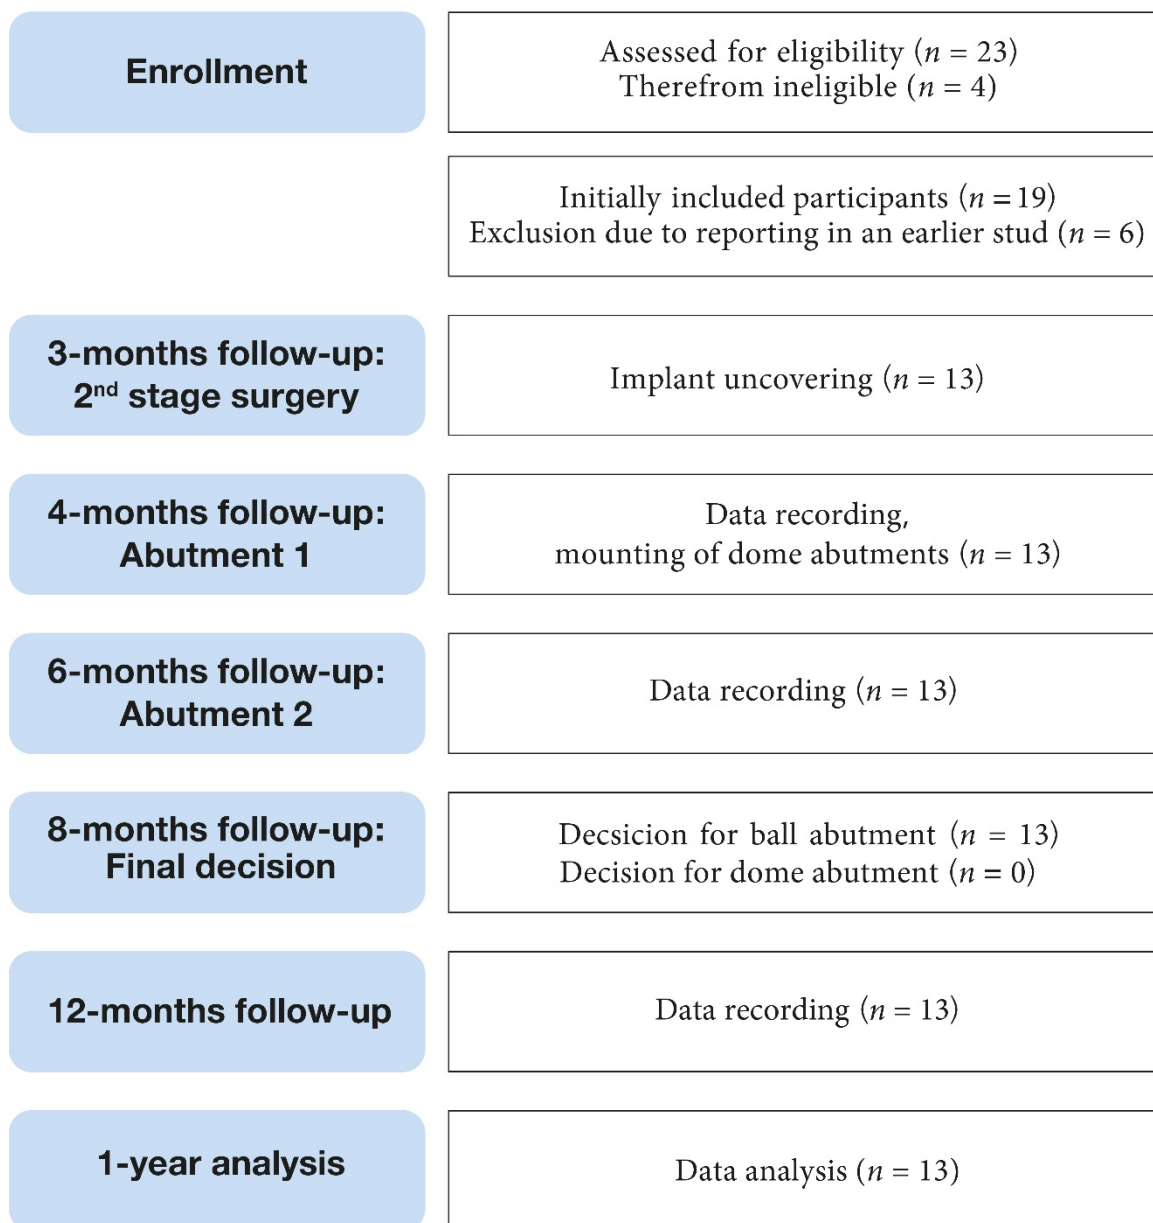 Enrollment
Assessed for eligibility (n = 23)
Therefrom ineligible (n = 4)
Initially included participants (n = 19)
Exclusion due to reporting in an earlier stud (n = 6)
3-months follow-up:
2nd stage surgery
Implant uncovering (n = 13)
4-months follow-up:
Abutment 1
Data recording,
mounting of dome abutments (n = 13)
6-months follow-up:
Abutment 2
Data recording (n = 13)
8-months follow-up:
Final decision
Decsicion for ball abutment (n = 13)
Decision for dome abutment (n = 0)
12-months follow-up
Data recording (n = 13)
1-year analysis
Data analysis (n = 13)